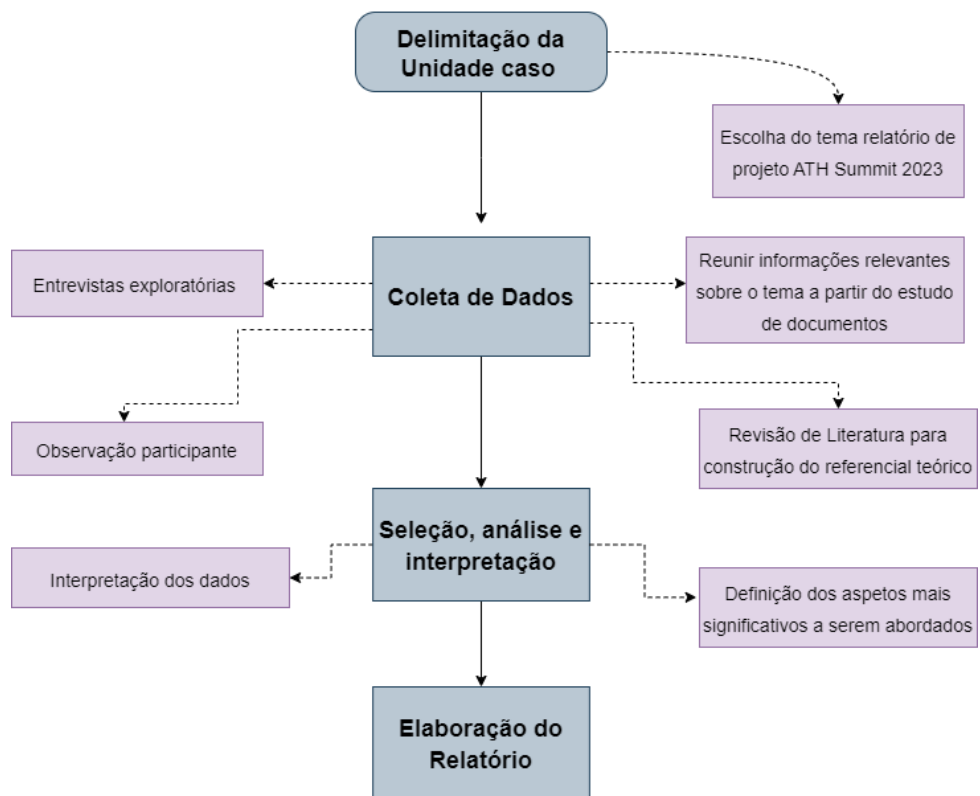 Delimitação da
Unidade caso
Escolha do tema relatório de
projeto ATH Summit 2023
Entrevistas exploratórias
Coleta de Dados
Reunir informações relevantes
sobre o tema a partir do estudo
de documentos
Observação participante
Revisão de Literatura para
construção do referencial teórico
Seleção, análise e
interpretação
Interpretação dos dados
Definição dos aspetos mais
significativos a serem abordados
Elaboração do
Relatório